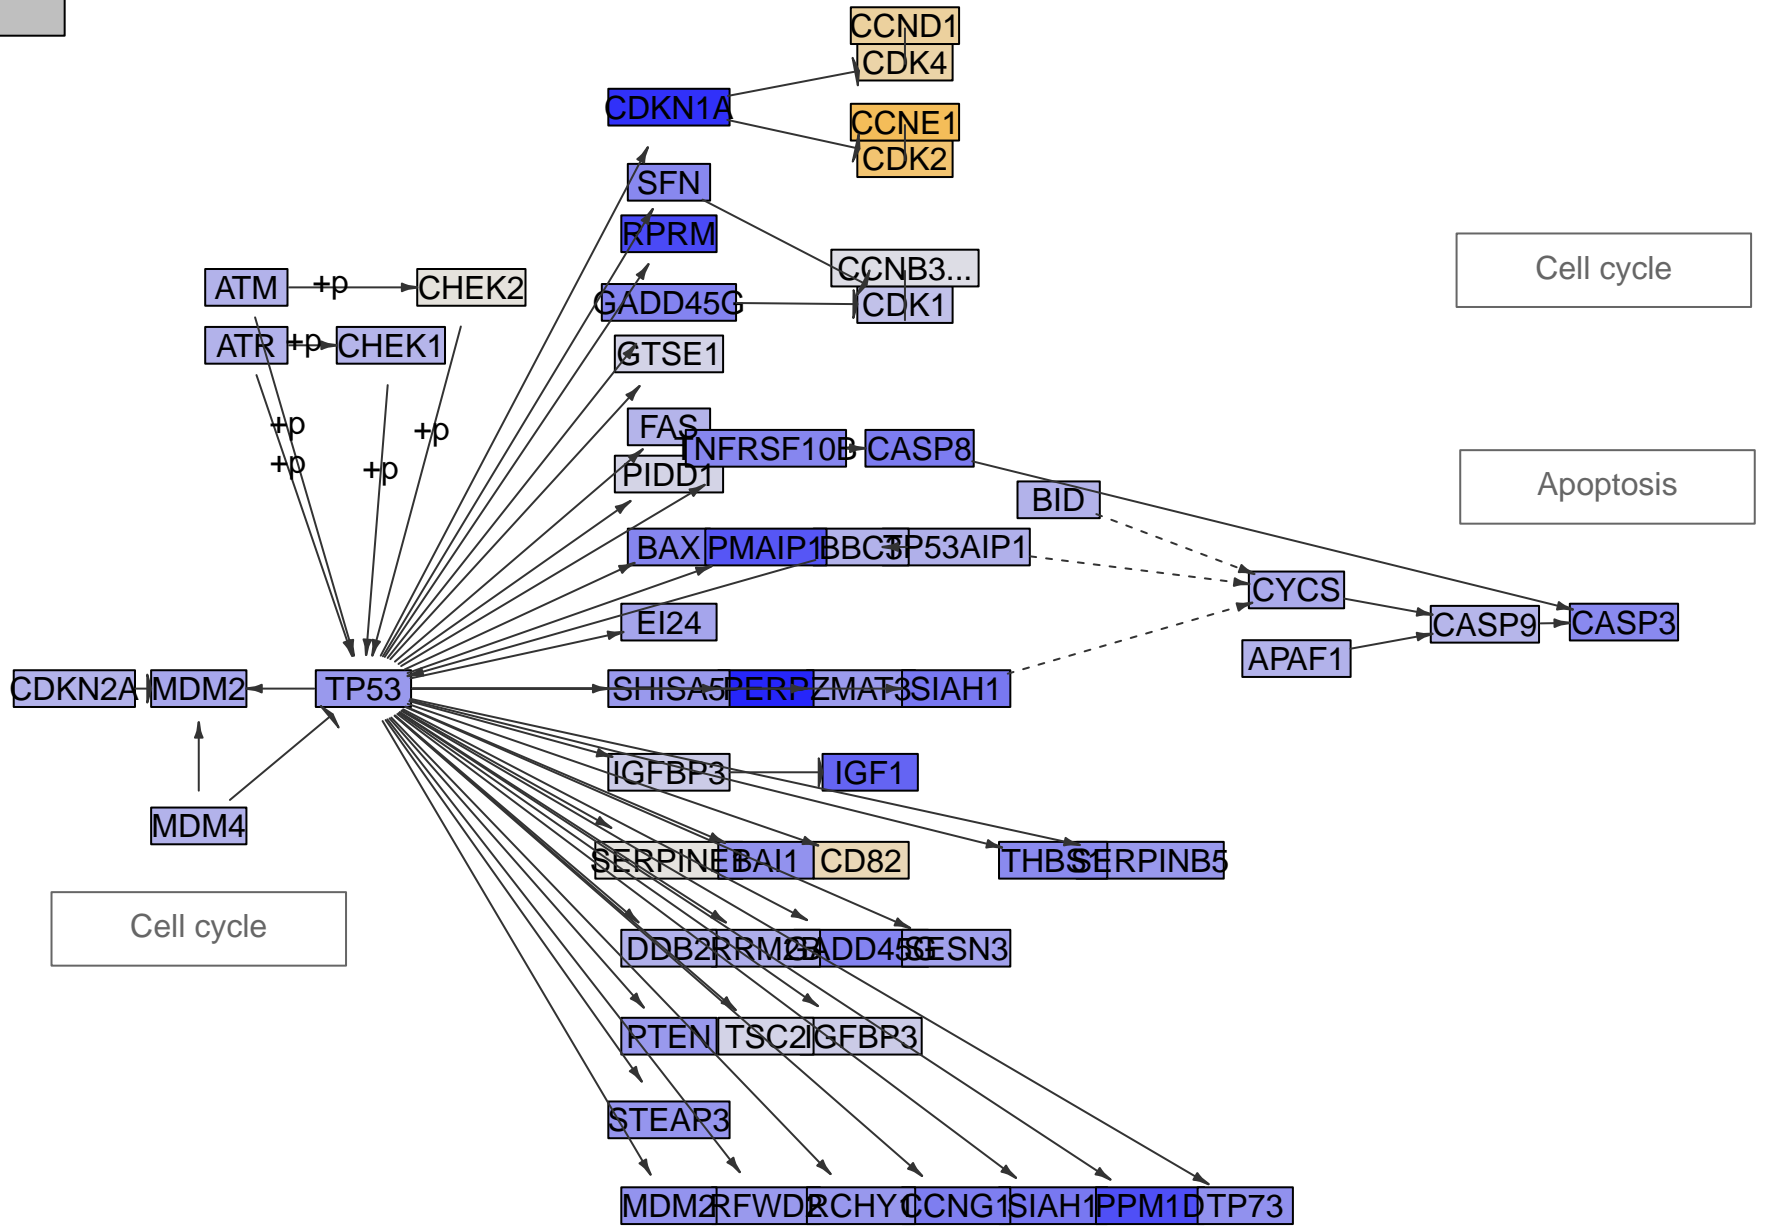 CCND1
CDK4
CDKN1A
CCNE1
CDK2
SFN
RPRM
CCNB3...
Cell cycle
ATM +p CHEK2
GADD45G CDK1
ATR +p CHEK1
GTSE1
+p
+p
FAS
TNFRSF10B CASP8
+p
+p
PIDD1
Apoptosis
BID
BAX PMAIP1 BBC3 TP53AIP1
CYCS
EI24
CASP9 CASP3
APAF1
CDKN2A MDM2 TP53 SHISA5 PERP ZMAT3 SIAH1
IGFBP3 IGF1
MDM4
SERPINE1 BAI1 CD82 THBS1 SERPINB5
Cell cycle
DDB2 RRM2B GADD45G SESN3
PTEN TSC2 IGFBP3
STEAP3
MDM2 RFWD2 RCHY1 CCNG1 SIAH1 PPM1D TP73